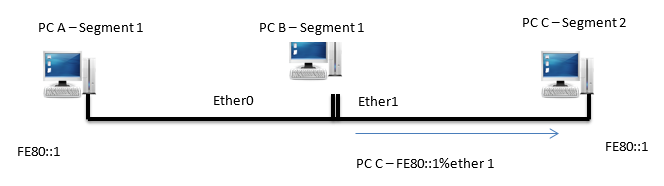 PC A – Segment 1
PC B – Segment 1
PC C – Segment 2
Ether0
Ether1
FE80::1
FE80::1
PC C – FE80::1%ether 1